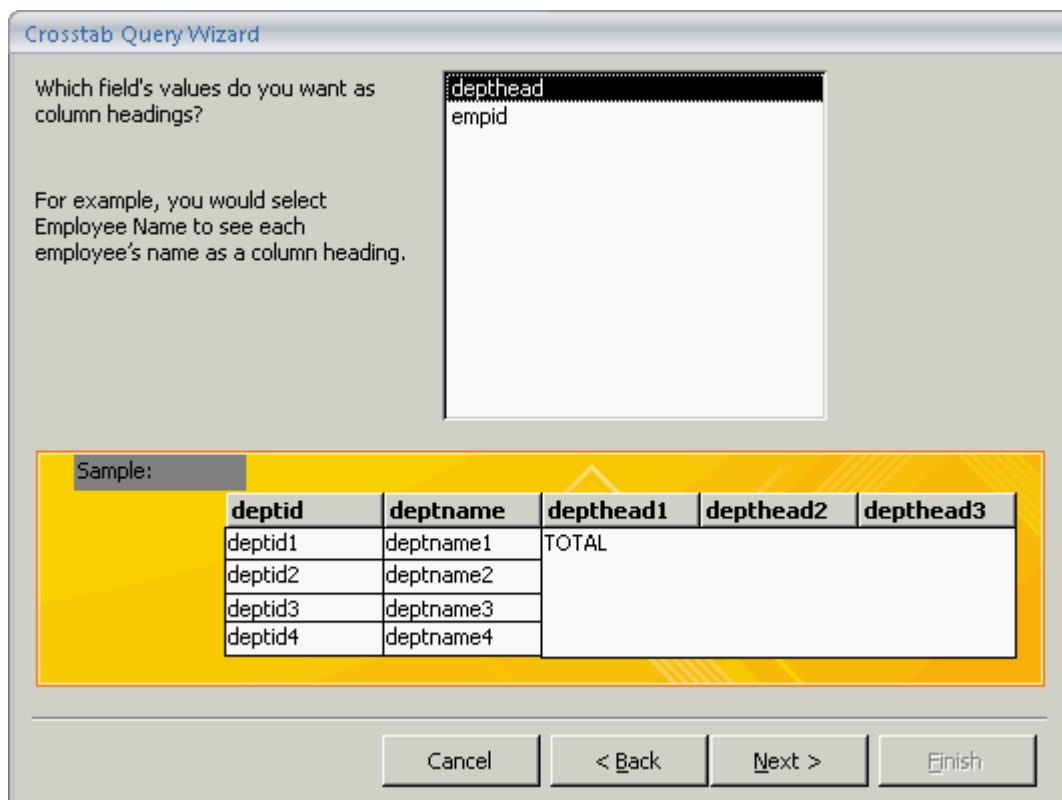 Crosstab Query Wizard
Which field's values do you want as
column headings?
For example, you would select
Employee Name to see each
employee's name as a column heading.
depthead
empid
Sample:
deptid deptname depthead1 depthead2 depthead3
deptid1 deptname1 TOTAL
deptid2 deptname2
deptid3 deptname3
deptid4 deptname4
Cancel < Back Next > Finish